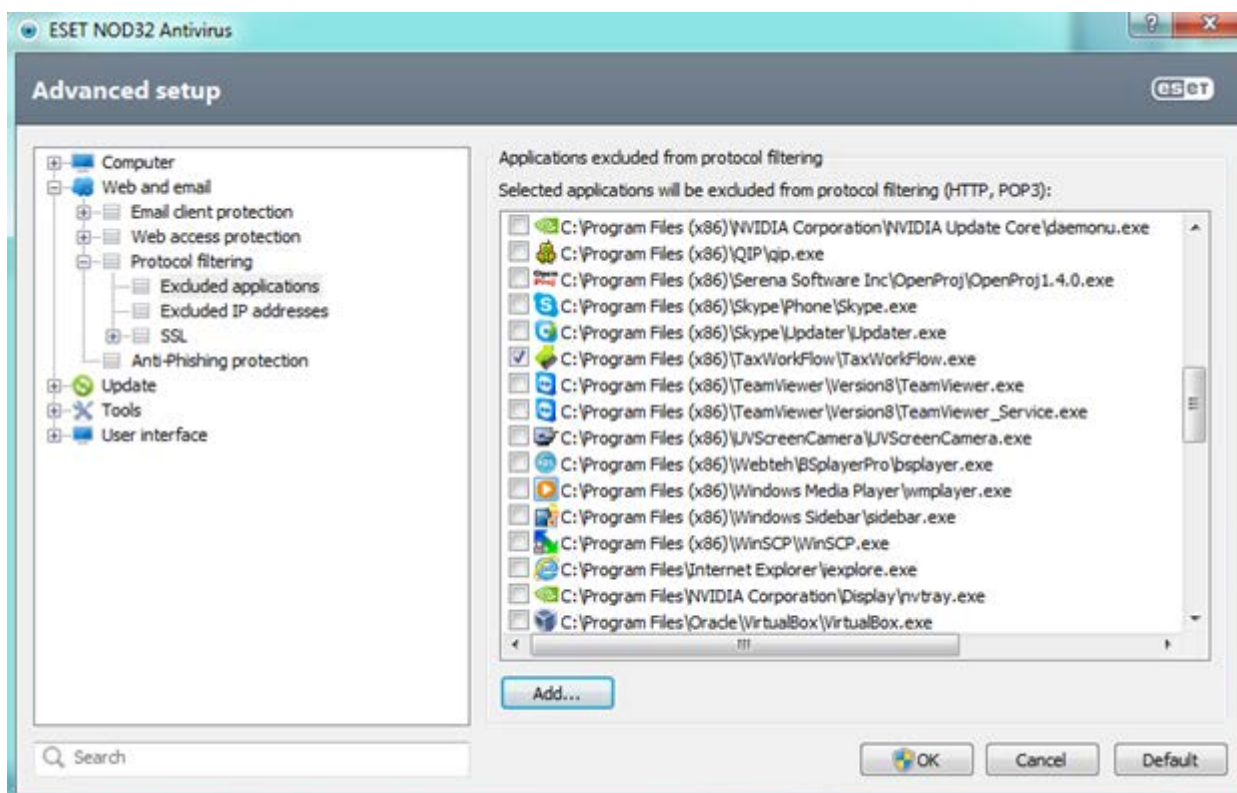 ESET NOD32 Antivirus
Advanced setup
eseT
Computer
Web and email
Email client protection
Web access protection
Protocol filtering
Excluded applications
Excluded IP addresses
SSL
Anti-Phishing protection
Update
Tools
User interface
Search
Applications excluded from protocol filtering
Selected applications will be excluded from protocol filtering (HTTP, POP3):
C:\Program Files (x86)\NVIDIA Corporation\NVIDIA Update Core\daemonu.exe
C:\Program Files (x86)\QIP\qip.exe
C:\Program Files (x86)\Serena Software Inc\OpenProj\OpenProj1.4.0.exe
C:\Program Files (x86)\Skype\Phone\Skype.exe
C:\Program Files (x86)\Skype\Updater\Updater.exe
C:\Program Files (x86)\TaxWorkFlow\TaxWorkFlow.exe
C:\Program Files (x86)\TeamViewer\Version8\TeamViewer.exe
C:\Program Files (x86)\TeamViewer\Version8\TeamViewer_Service.exe
C:\Program Files (x86)\UVScreenCamera\UVScreenCamera.exe
C:\Program Files (x86)\Webteh\BSplayerPro\bsplayer.exe
C:\Program Files (x86)\Windows Media Player\wmplayer.exe
C:\Program Files (x86)\Windows Sidebar\sidebar.exe
C:\Program Files (x86)\WinSCP\WinSCP.exe
C:\Program Files\Internet Explorer\iexplore.exe
C:\Program Files\NVIDIA Corporation\Display\nvtray.exe
C:\Program Files\Oracle\VirtualBox\VirtualBox.exe
Add...
OK
Cancel
Default